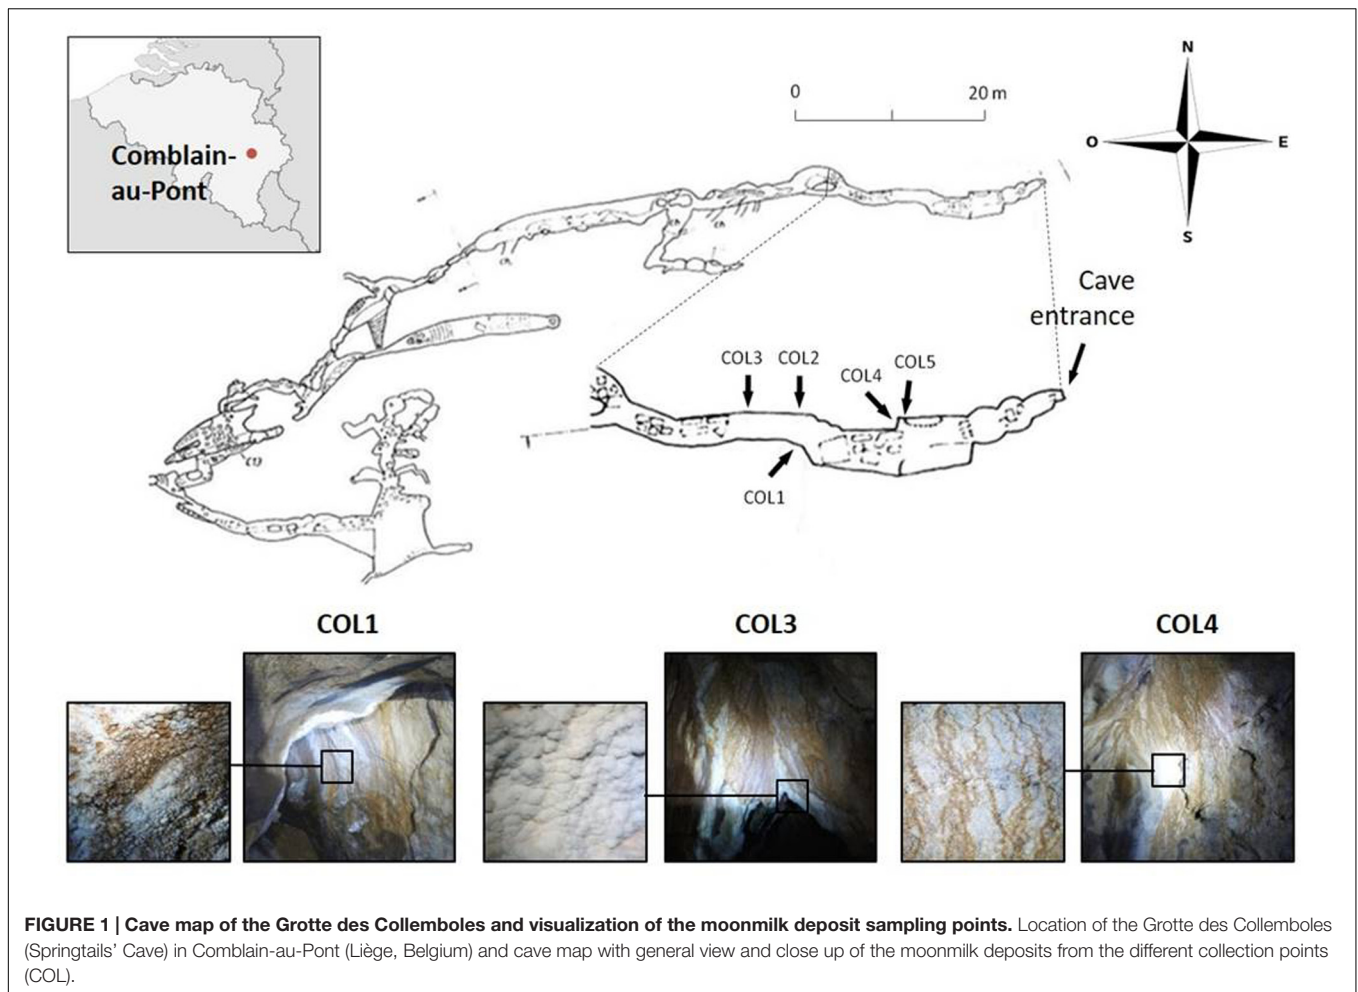 Comblain-
au-Pont
0 20 m
N
O
E
S
Cave
entrance
COL3
COL2
COL4
COL5
COL1
COL1
COL3
COL4
FIGURE 1 | Cave map of the Grotte des Collemboles and visualization of the moonmilk deposit sampling points. Location of the Grotte des Collemboles
(Springtails' Cave) in Comblain-au-Pont (Liège, Belgium) and cave map with general view and close up of the moonmilk deposits from the different collection points
(COL).